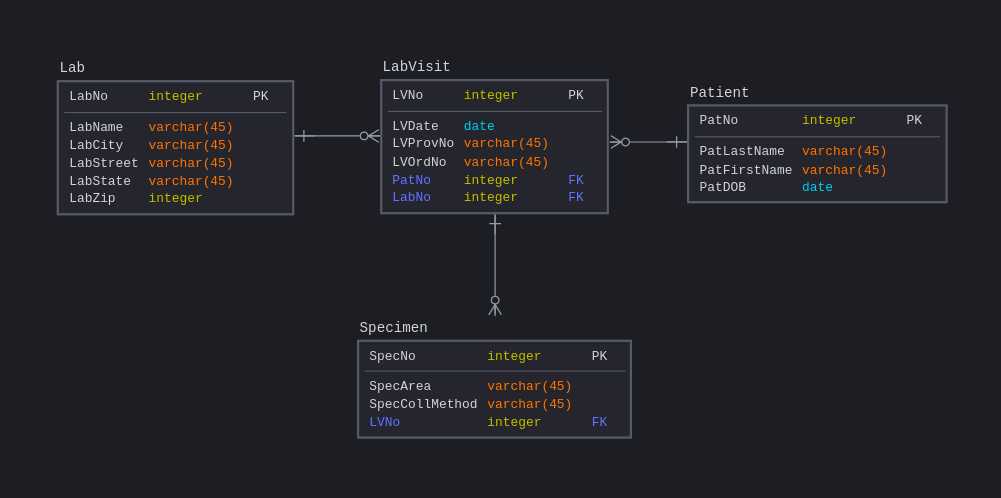 Lab
LabNo integer PK
LabName varchar(45)
LabCity varchar(45)
LabStreet varchar(45)
LabState varchar(45)
LabZip integer
LabVisit
LVNo integer PK
LVDate date
LVProvNo varchar(45)
LVOrdNo varchar(45)
PatNo integer FK
LabNo integer FK
Patient
PatNo integer PK
PatLastName varchar(45)
PatFirstName varchar(45)
PatDOB date
Specimen
SpecNo integer PK
SpecArea varchar(45)
SpecCollMethod varchar(45)
LVNo integer FK